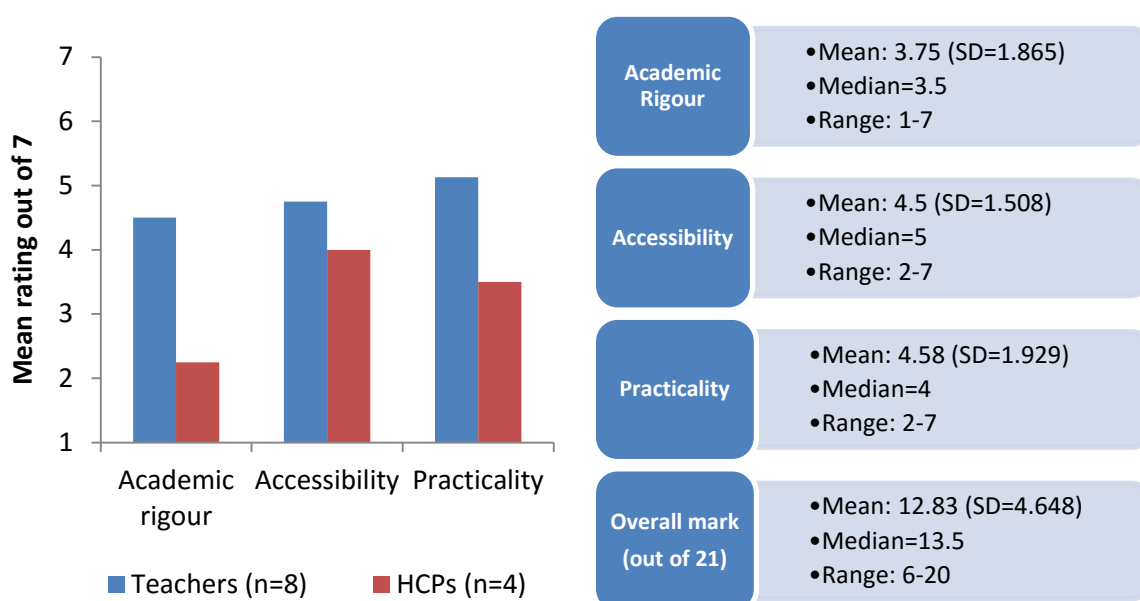 Mean rating out of 7
7
6
5
4
3
2
1
Academic
rigour
Accessibility
Practicality
Teachers (n=8)
HCPs (n=4)
Academic
Rigour
•Mean: 3.75 (SD=1.865)
•Median=3.5
•Range: 1-7
Accessibility
•Mean: 4.5 (SD=1.508)
•Median=5
•Range: 2-7
Practicality
•Mean: 4.58 (SD=1.929)
•Median=4
•Range: 2-7
Overall mark
(out of 21)
•Mean: 12.83 (SD=4.648)
•Median=13.5
•Range: 6-20